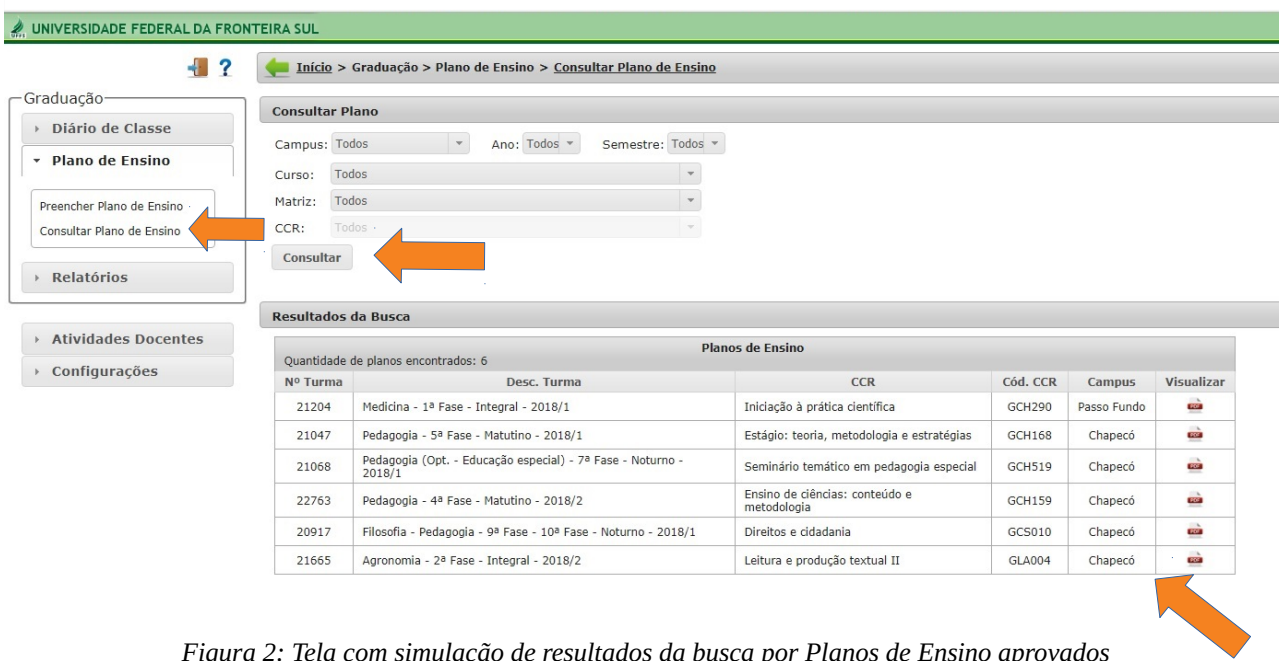 UNIVERSIDADE FEDERAL DA FRONTEIRA SUL
Início > Graduação > Plano de Ensino > Consultar Plano de Ensino
Graduação
Diário de Classe
Plano de Ensino
Preencher Plano de Ensino
Consultar Plano de Ensino
Relatórios
Atividades Docentes
Configurações
Consultar Plano
Campus: Todos Ano: Todos Semestre: Todos
Curso: Todos
Matriz: Todos
CCR: Todos
Consultar
Resultados da Busca
Planos de Ensino
Quantidade de planos encontrados: 6
Nº Turma Desc. Turma CCR Cód. CCR Campus Visualizar
21204 Medicina - 1ª Fase - Integral - 2018/1 Iniciação à prática científica GCH290 Passo Fundo PDF
21047 Pedagogia - 5ª Fase - Matutino - 2018/1 Estágio: teoria, metodologia e estratégias GCH168 Chapecó PDF
21068 Pedagogia (Opt. - Educação especial) - 7ª Fase - Noturno -
2018/1 Seminário temático em pedagogia especial GCH519 Chapecó PDF
22763 Pedagogia - 4ª Fase - Matutino - 2018/2 Ensino de ciências: conteúdo e
metodologia GCH159 Chapecó PDF
20917 Filosofia - Pedagogia - 9ª Fase - 10ª Fase - Noturno - 2018/1 Direitos e cidadania GCS010 Chapecó PDF
21665 Agronomia - 2ª Fase - Integral - 2018/2 Leitura e produção textual II GLA004 Chapecó PDF
Figura 2: Tela com simulação de resultados da busca por Planos de Ensino aprovados